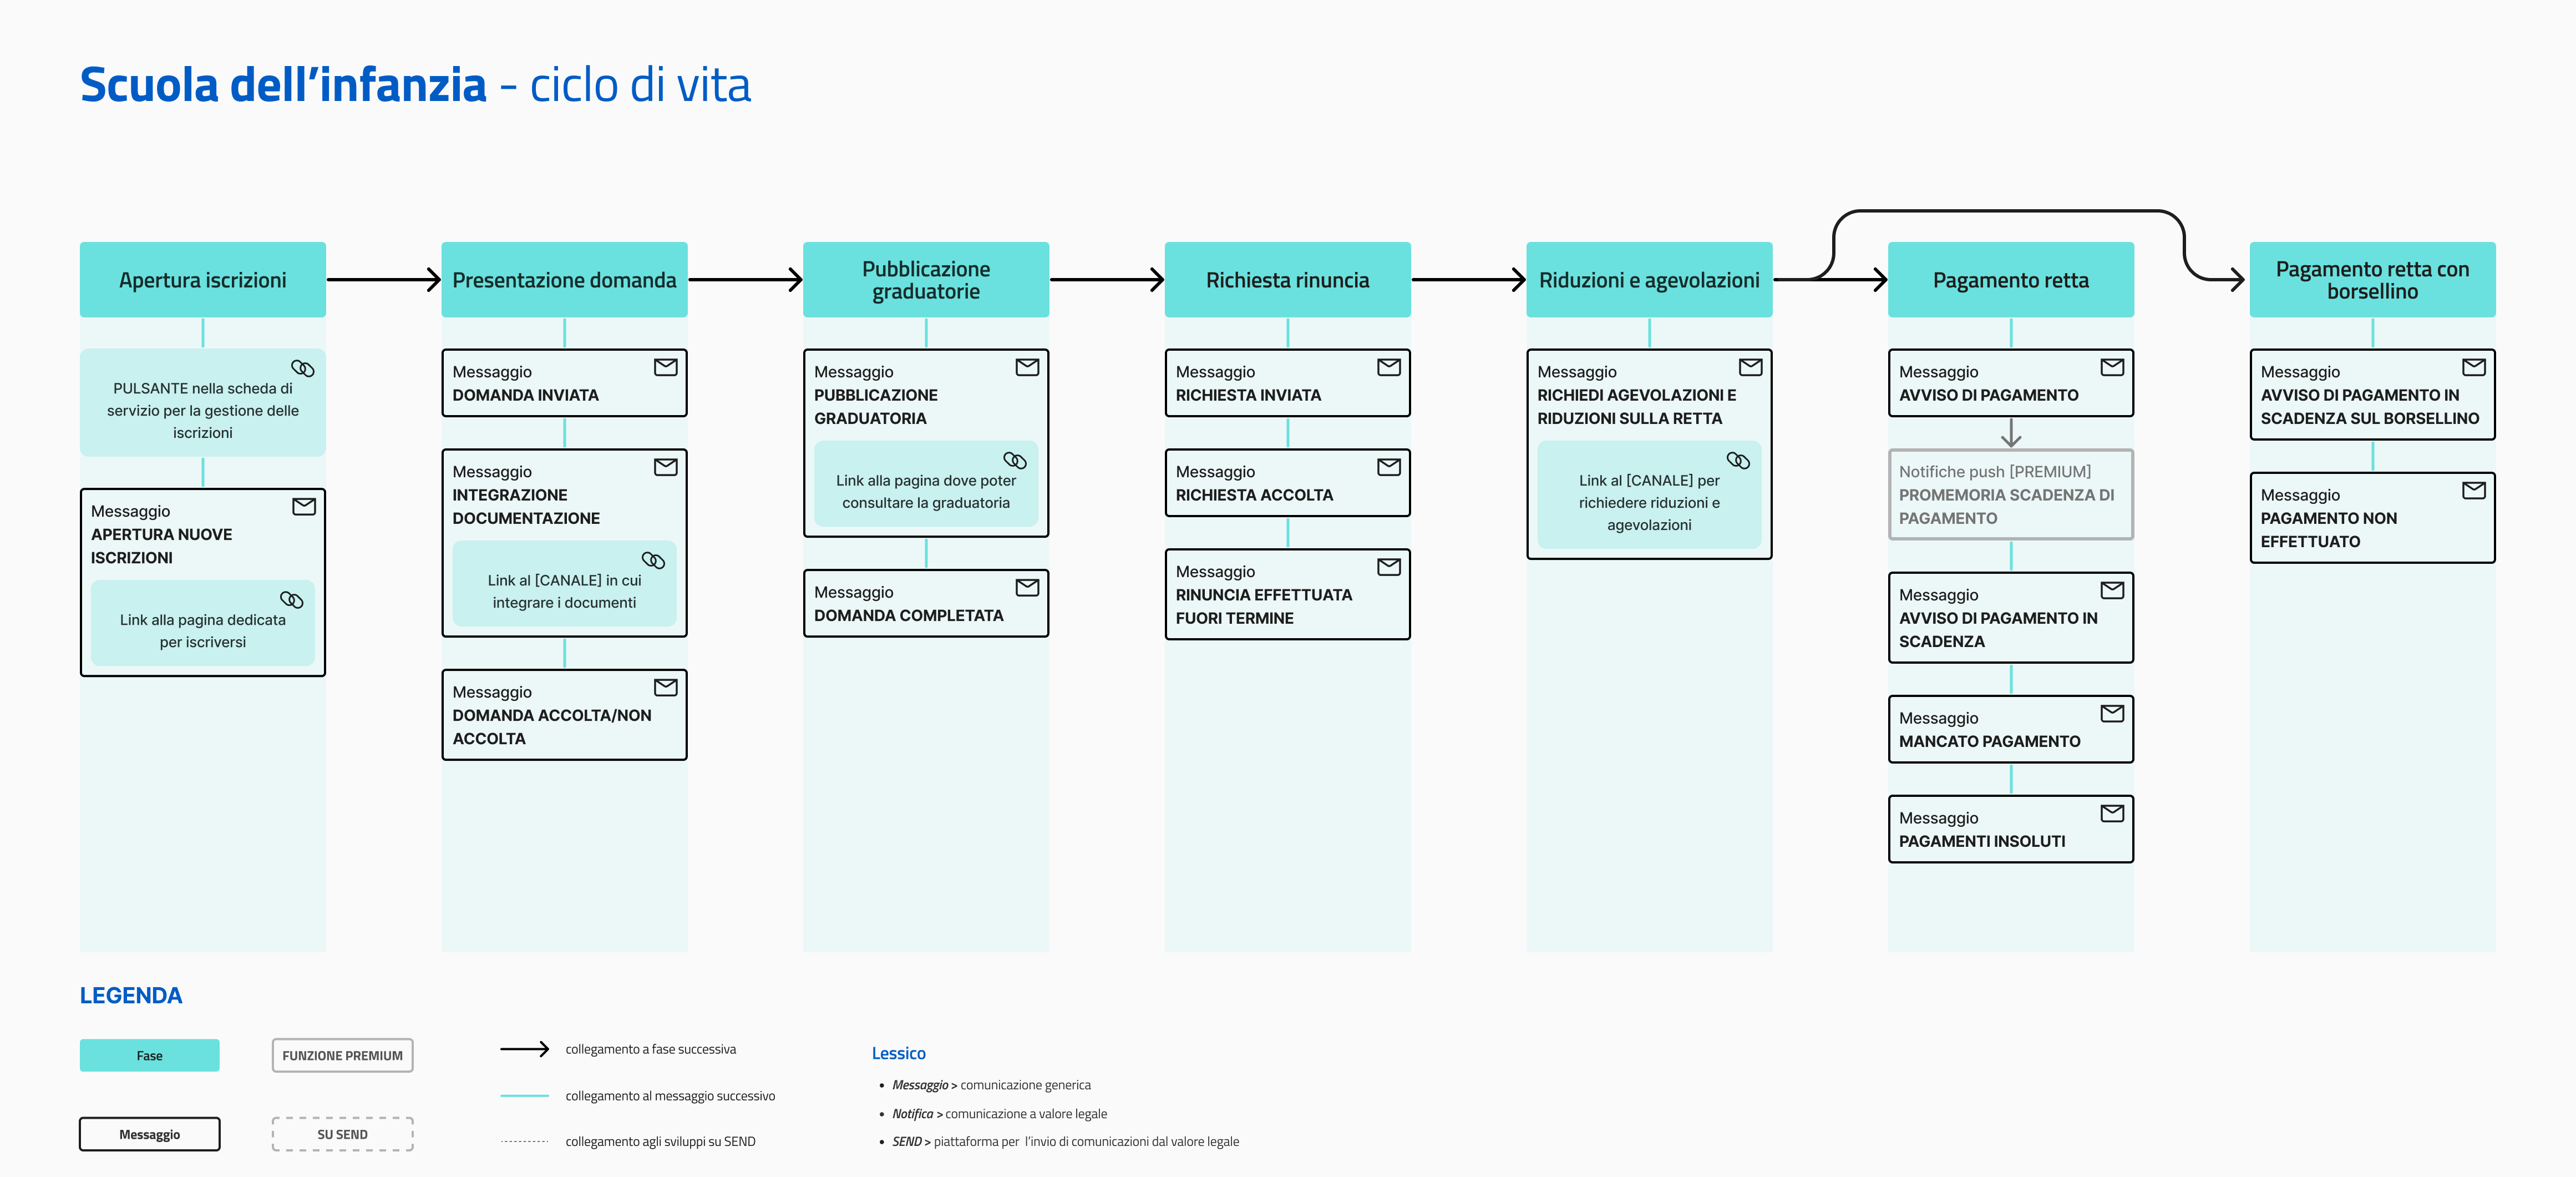 Scuola dell’infanzia - ciclo di vita
Apertura iscrizioni
PULSANTE nella scheda di
servizio per la gestione delle
iscrizioni
Messaggio
APERTURA NUOVE
ISCRIZIONI
Link alla pagina dedicata
per iscriversi
Presentazione domanda
Messaggio
DOMANDA INVIATA
Messaggio
INTEGRAZIONE
DOCUMENTAZIONE
Link al [CANALE] in cui
integrare i documenti
Messaggio
DOMANDA ACCOLTA/NON
ACCOLTA
Pubblicazione
graduatorie
Messaggio
PUBBLICAZIONE
GRADUATORIA
Link alla pagina dove poter
consultare la graduatoria
Messaggio
DOMANDA COMPLETATA
Richiesta rinuncia
Messaggio
RICHIESTA INVIATA
Messaggio
RICHIESTA ACCOLTA
Messaggio
RINUNCIA EFFETTUATA
FUORI TERMINE
Riduzioni e agevolazioni
Messaggio
RICHIEDI AGEVOLAZIONI E
RIDUZIONI SULLA RETTA
Link al [CANALE] per
richiedere riduzioni e
agevolazioni
Pagamento retta
Messaggio
AVVISO DI PAGAMENTO
Notifiche push [PREMIUM]
PROMEMORIA SCADENZA DI
PAGAMENTO
Messaggio
AVVISO DI PAGAMENTO IN
SCADENZA
Messaggio
MANCATO PAGAMENTO
Messaggio
PAGAMENTI INSOLUTI
Pagamento retta con
borsellino
Messaggio
AVVISO DI PAGAMENTO IN
SCADENZA SUL BORSELLINO
Messaggio
PAGAMENTO NON
EFFETTUATO
LEGENDA
Fase
FUNZIONE PREMIUM
Messaggio
SU SEND
collegamento a fase successiva
collegamento al messaggio successivo
collegamento agli sviluppi su SEND
Lessico
• Messaggio > comunicazione generica
• Notifica > comunicazione a valore legale
• SEND > piattaforma per l’invio di comunicazioni dal valore legale